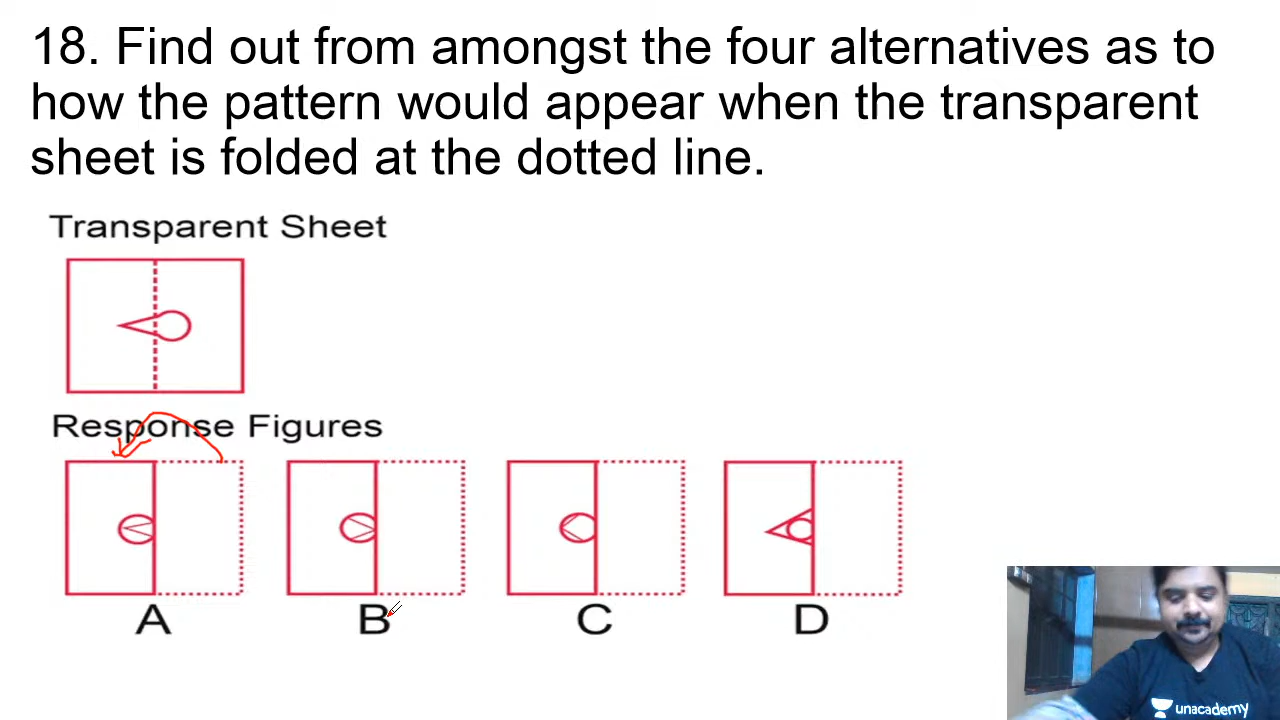 18. Find out from amongst the four alternatives as to
how the pattern would appear when the transparent
sheet is folded at the dotted line.
Transparent Sheet
Response Figures
A B C D
unacademy